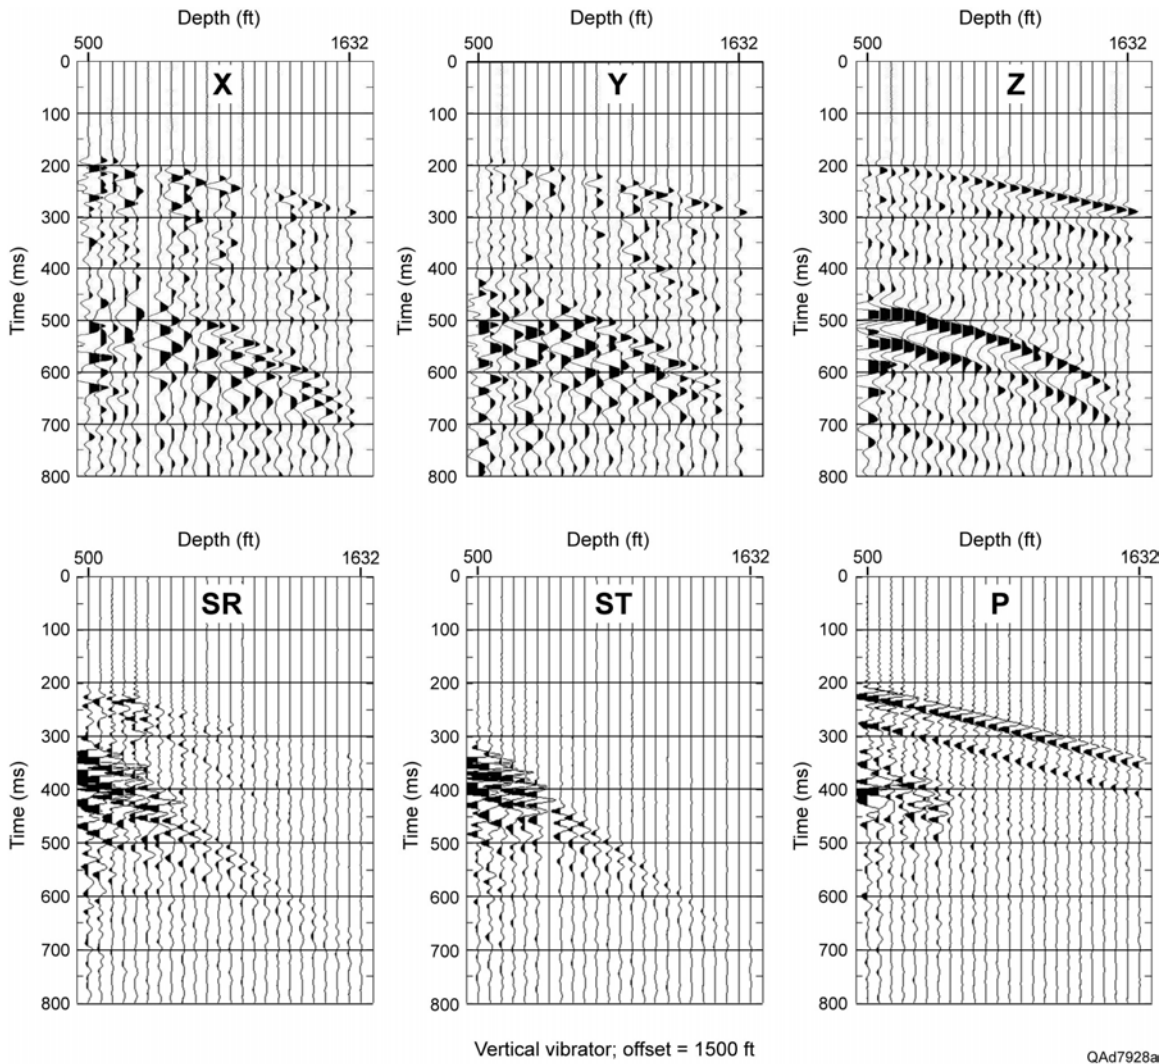 Depth (ft) Depth (ft) Depth (ft)
500 1632 500 1632 500 1632
X Y Z
0 0 0
100 100 100
200 200 200
300 300 300
400 400 400
500 500 500
600 600 600
700 700 700
800 800 800
Time (ms) Time (ms) Time (ms)
Depth (ft) Depth (ft) Depth (ft)
500 1632 500 1632 500 1632
SR ST P
0 0 0
100 100 100
200 200 200
300 300 300
400 400 400
500 500 500
600 600 600
700 700 700
800 800 800
Time (ms) Time (ms) Time (ms)
Vertical vibrator; offset = 1500 ft
QAd7928a